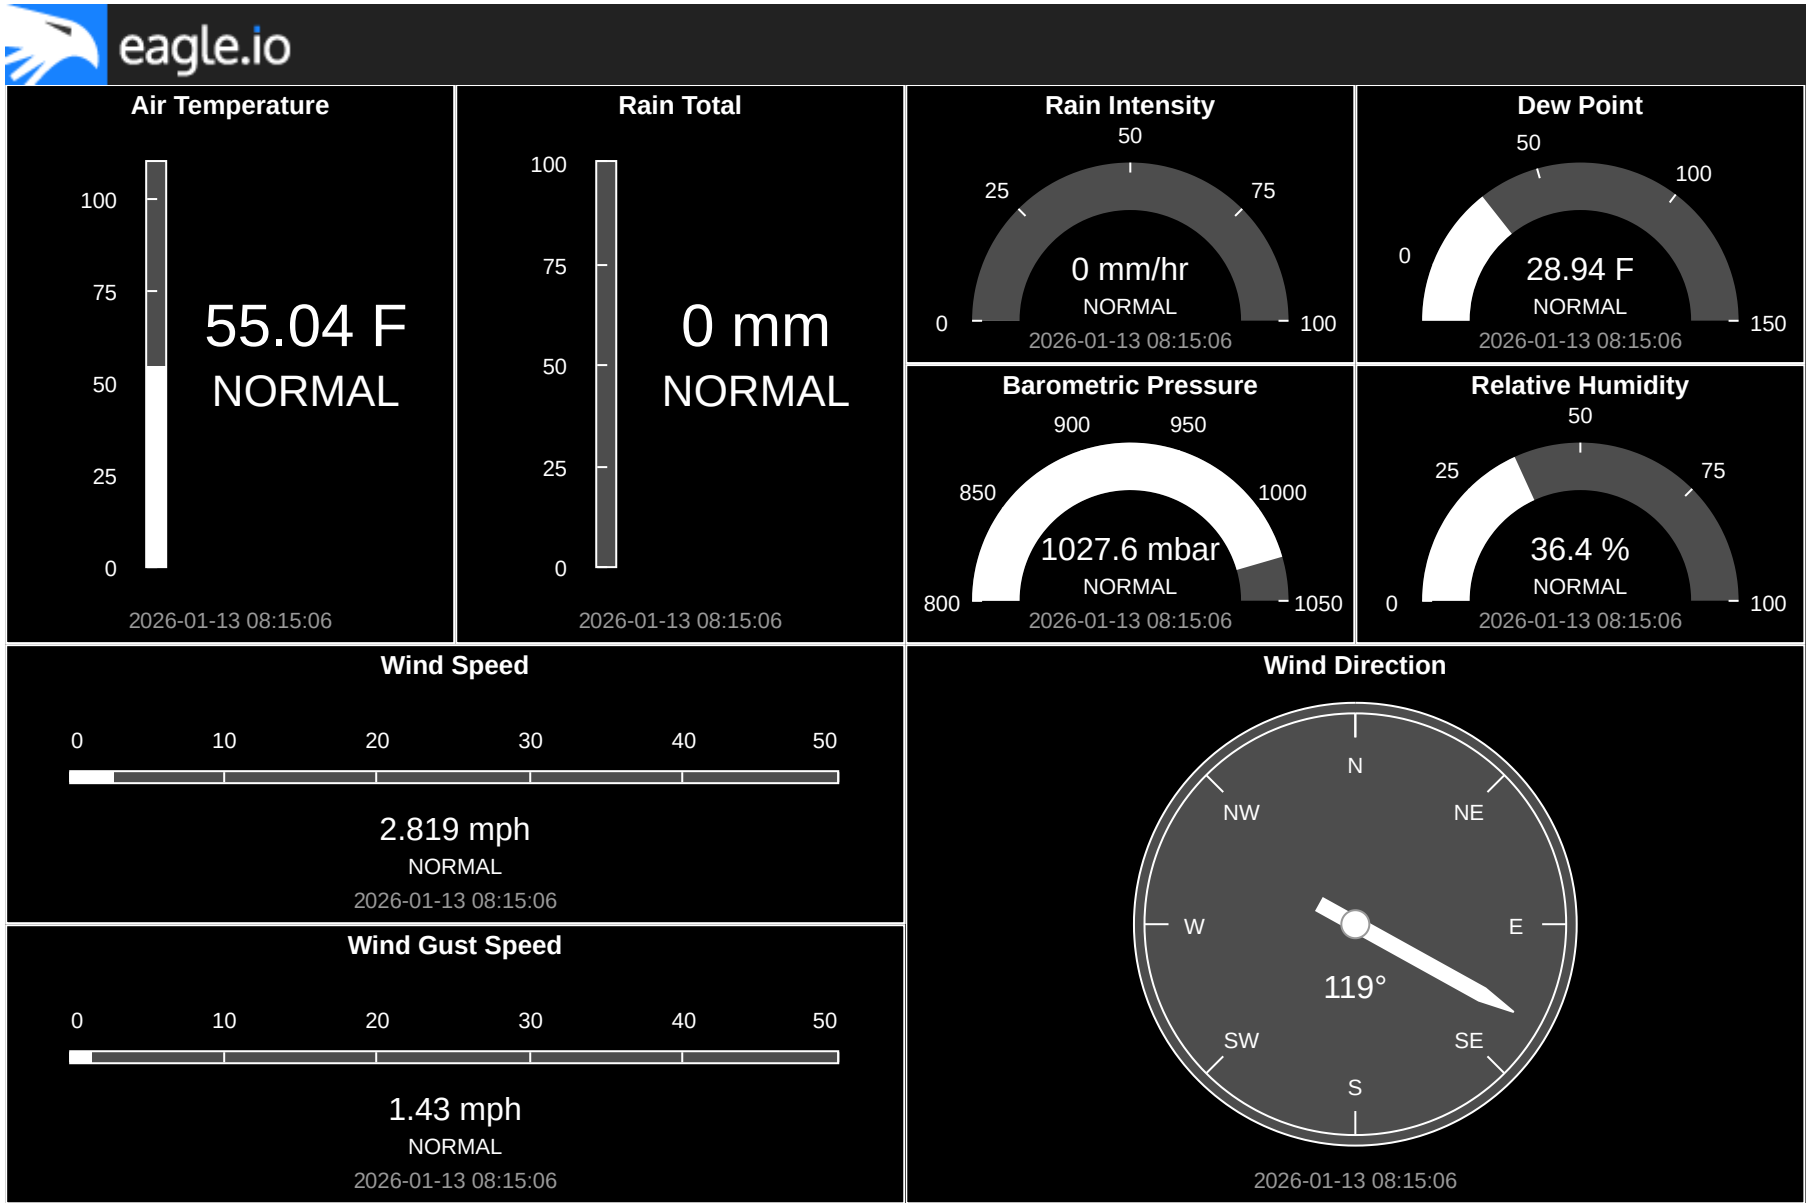 eagle.io
Air Temperature
100
75
50
25
0
55.04 F
NORMAL
2026-01-13 08:15:06
Rain Total
100
75
50
25
0
0 mm
NORMAL
2026-01-13 08:15:06
Rain Intensity
0
25
50
75
100
0 mm/hr
NORMAL
2026-01-13 08:15:06
Dew Point
0
50
100
150
28.94 F
NORMAL
2026-01-13 08:15:06
Barometric Pressure
800
850
900
950
1000
1050
1027.6 mbar
NORMAL
2026-01-13 08:15:06
Relative Humidity
0
25
50
75
100
36.4 %
NORMAL
2026-01-13 08:15:06
Wind Speed
0 10 20 30 40 50
2.819 mph
NORMAL
2026-01-13 08:15:06
Wind Gust Speed
0 10 20 30 40 50
1.43 mph
NORMAL
2026-01-13 08:15:06
Wind Direction
N
NW NE
W E
119°
SW SE
S
2026-01-13 08:15:06